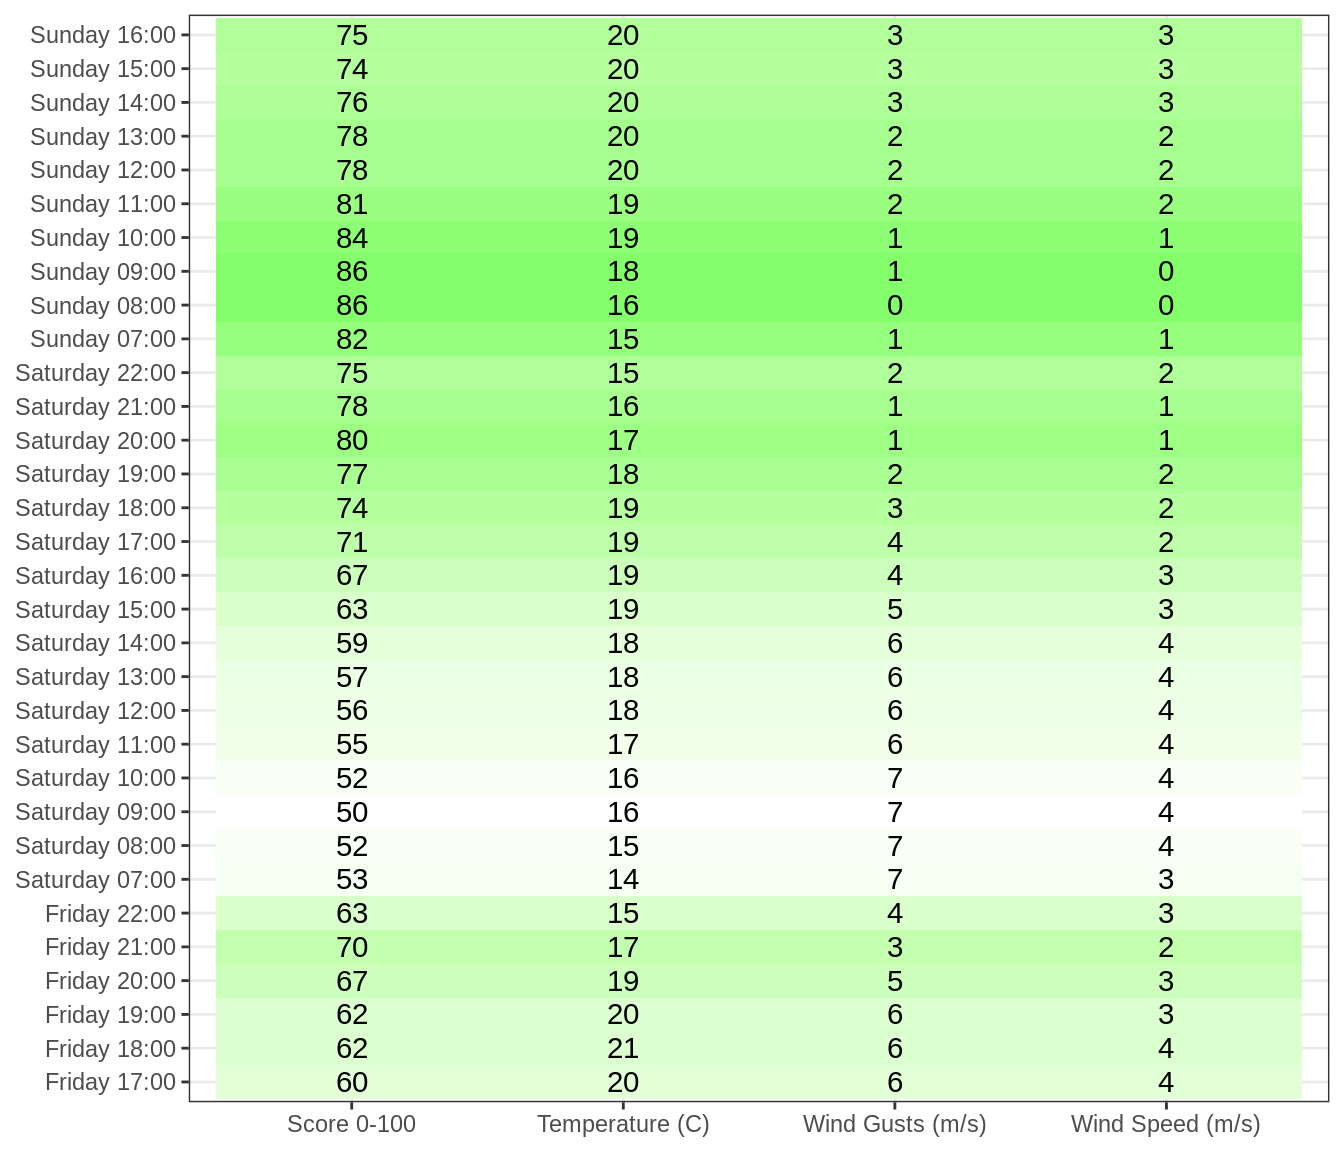 Sunday 16:00 75 20 3 3
Sunday 15:00 74 20 3 3
Sunday 14:00 76 20 3 3
Sunday 13:00 78 20 2 2
Sunday 12:00 78 20 2 2
Sunday 11:00 81 19 2 2
Sunday 10:00 84 19 1 1
Sunday 09:00 86 18 1 0
Sunday 08:00 86 16 0 0
Sunday 07:00 82 15 1 1
Saturday 22:00 75 15 2 2
Saturday 21:00 78 16 1 1
Saturday 20:00 80 17 1 1
Saturday 19:00 77 18 2 2
Saturday 18:00 74 19 3 2
Saturday 17:00 71 19 4 2
Saturday 16:00 67 19 4 3
Saturday 15:00 63 19 5 3
Saturday 14:00 59 18 6 4
Saturday 13:00 57 18 6 4
Saturday 12:00 56 18 6 4
Saturday 11:00 55 17 6 4
Saturday 10:00 52 16 7 4
Saturday 09:00 50 16 7 4
Saturday 08:00 52 15 7 4
Saturday 07:00 53 14 7 3
Friday 22:00 63 15 4 3
Friday 21:00 70 17 3 2
Friday 20:00 67 19 5 3
Friday 19:00 62 20 6 3
Friday 18:00 62 21 6 4
Friday 17:00 60 20 6 4
Score 0-100 Temperature (C) Wind Gusts (m/s) Wind Speed (m/s)